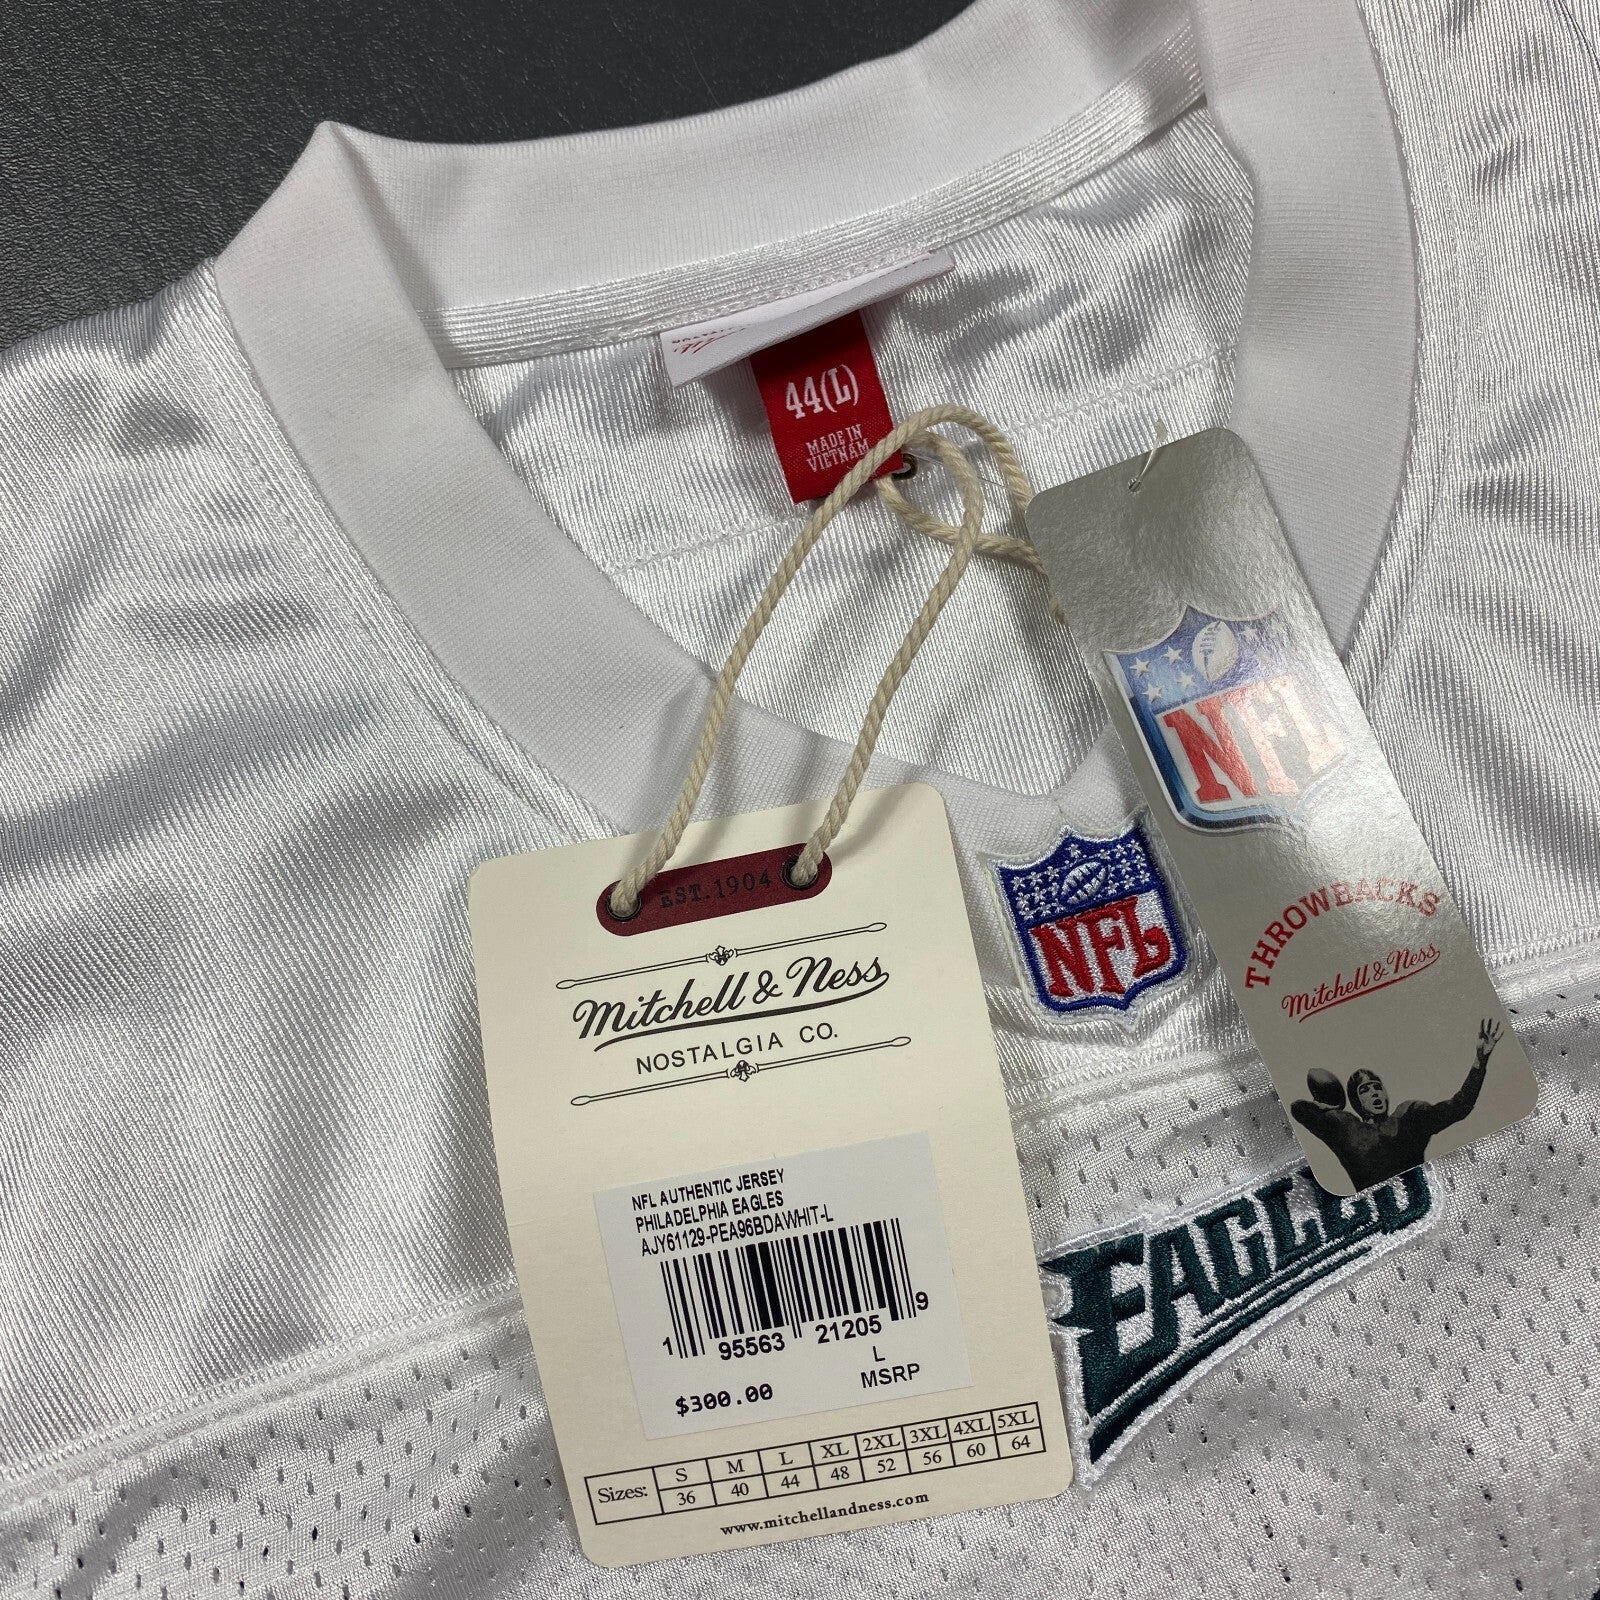 44(L)
MADE IN
VIETNAM
NFL
THROWBACKS
Mitchell & Ness
EST. 1904
Mitchell & Ness
NOSTALGIA CO.
NFL AUTHENTIC JERSEY
PHILADELPHIA EAGLES
AJY61129-PEA96BDAWHIT-L
1 95563 21205 9
L
$300.00 MSRP
Sizes: S M L XL 2XL 3XL 4XL 5XL
36 40 44 48 52 56 60 64
www.mitchellandness.com
NFL
EAGLES